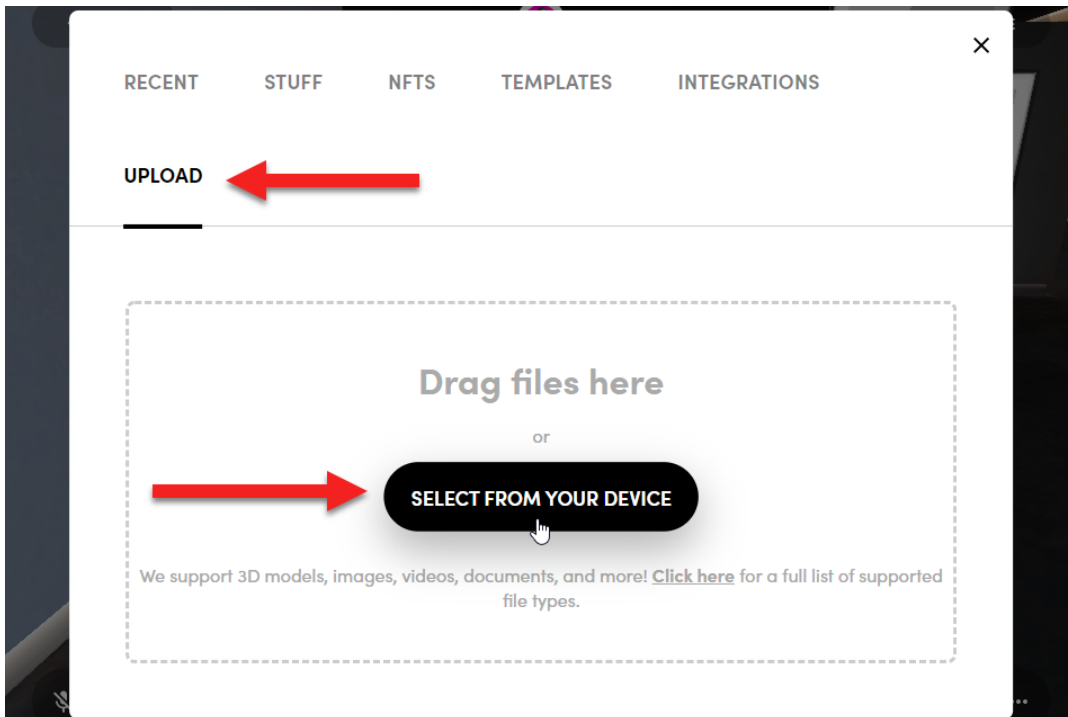 RECENT STUFF NFTS TEMPLATES INTEGRATIONS
UPLOAD
Drag files here
or
SELECT FROM YOUR DEVICE
We support 3D models, images, videos, documents, and more! Click here for a full list of supported
file types.